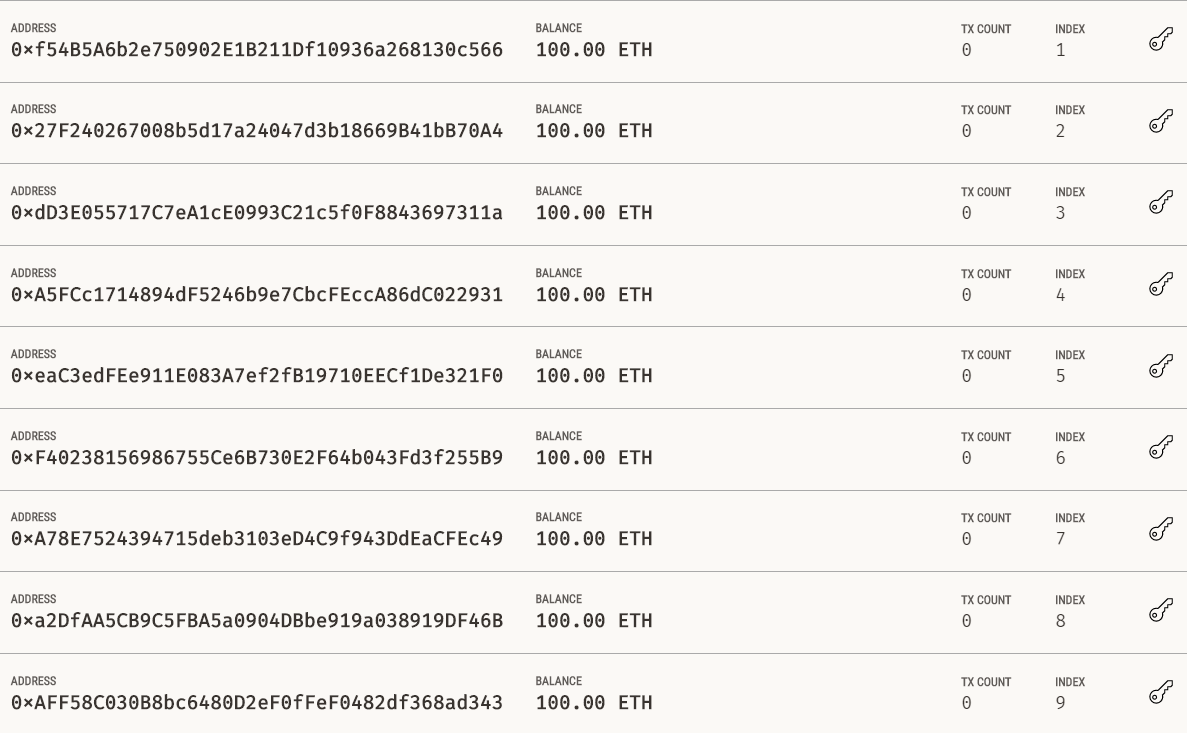 ADDRESS BALANCE TX COUNT INDEX
0xf54B5A6b2e750902E1B211Df10936a268130c566 100.00 ETH 0 1
ADDRESS BALANCE TX COUNT INDEX
0x27F240267008b5d17a24047d3b18669B41bB70A4 100.00 ETH 0 2
ADDRESS BALANCE TX COUNT INDEX
0xdD3E055717C7eA1cE0993C21c5f0F8843697311a 100.00 ETH 0 3
ADDRESS BALANCE TX COUNT INDEX
0xA5FCc1714894dF5246b9e7CbcFEccA86dC022931 100.00 ETH 0 4
ADDRESS BALANCE TX COUNT INDEX
0xeaC3edFEe911E083A7ef2fB19710EECf1De321F0 100.00 ETH 0 5
ADDRESS BALANCE TX COUNT INDEX
0xF40238156986755Ce6B730E2F64b043Fd3f255B9 100.00 ETH 0 6
ADDRESS BALANCE TX COUNT INDEX
0xA78E7524394715deb3103eD4C9f943DdEaCFEc49 100.00 ETH 0 7
ADDRESS BALANCE TX COUNT INDEX
0xa2DfAA5CB9C5FBA5a0904DBbe919a038919DF46B 100.00 ETH 0 8
ADDRESS BALANCE TX COUNT INDEX
0xAFF58C030B8bc6480D2eF0fFeF0482df368ad343 100.00 ETH 0 9